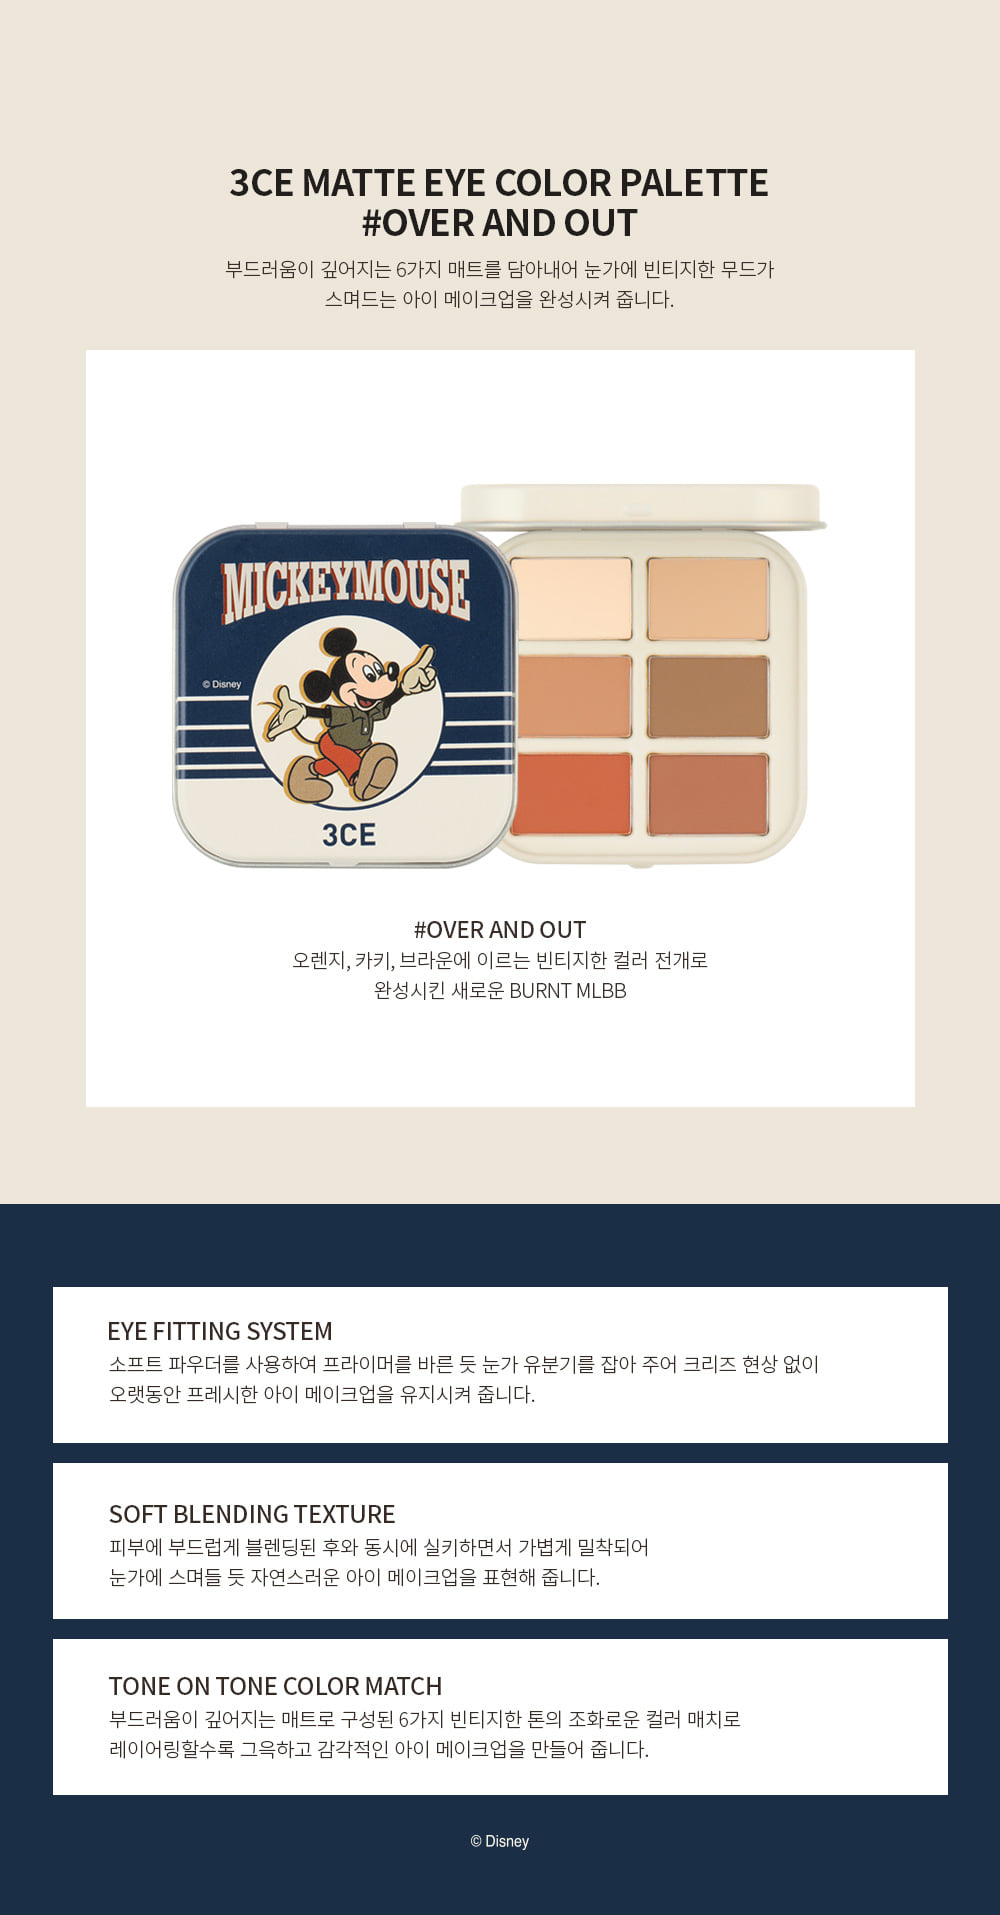 3CE MATTE EYE COLOR PALETTE
#OVER AND OUT
부드러움이 깊어지는 6가지 매트를 담아내어 눈가에 빈티지한 무드가
스며드는 아이 메이크업을 완성시켜 줍니다.
MICKEYMOUSE
© Disney
3CE
#OVER AND OUT
오렌지, 카키, 브라운에 이르는 빈티지한 컬러 전개로
완성시킨 새로운 BURNT MLBB
EYE FITTING SYSTEM
소프트 파우더를 사용하여 프라이머를 바른 듯 눈가 유분기를 잡아 주어 크리즈 현상 없이
오랫동안 프레시한 아이 메이크업을 유지시켜 줍니다.
SOFT BLENDING TEXTURE
피부에 부드럽게 블렌딩된 후와 동시에 실키하면서 가볍게 밀착되어
눈가에 스며들 듯 자연스러운 아이 메이크업을 표현해 줍니다.
TONE ON TONE COLOR MATCH
부드러움이 깊어지는 매트로 구성된 6가지 빈티지한 톤의 조화로운 컬러 매치로
레이어링할수록 그윽하고 감각적인 아이 메이크업을 만들어 줍니다.
© Disney